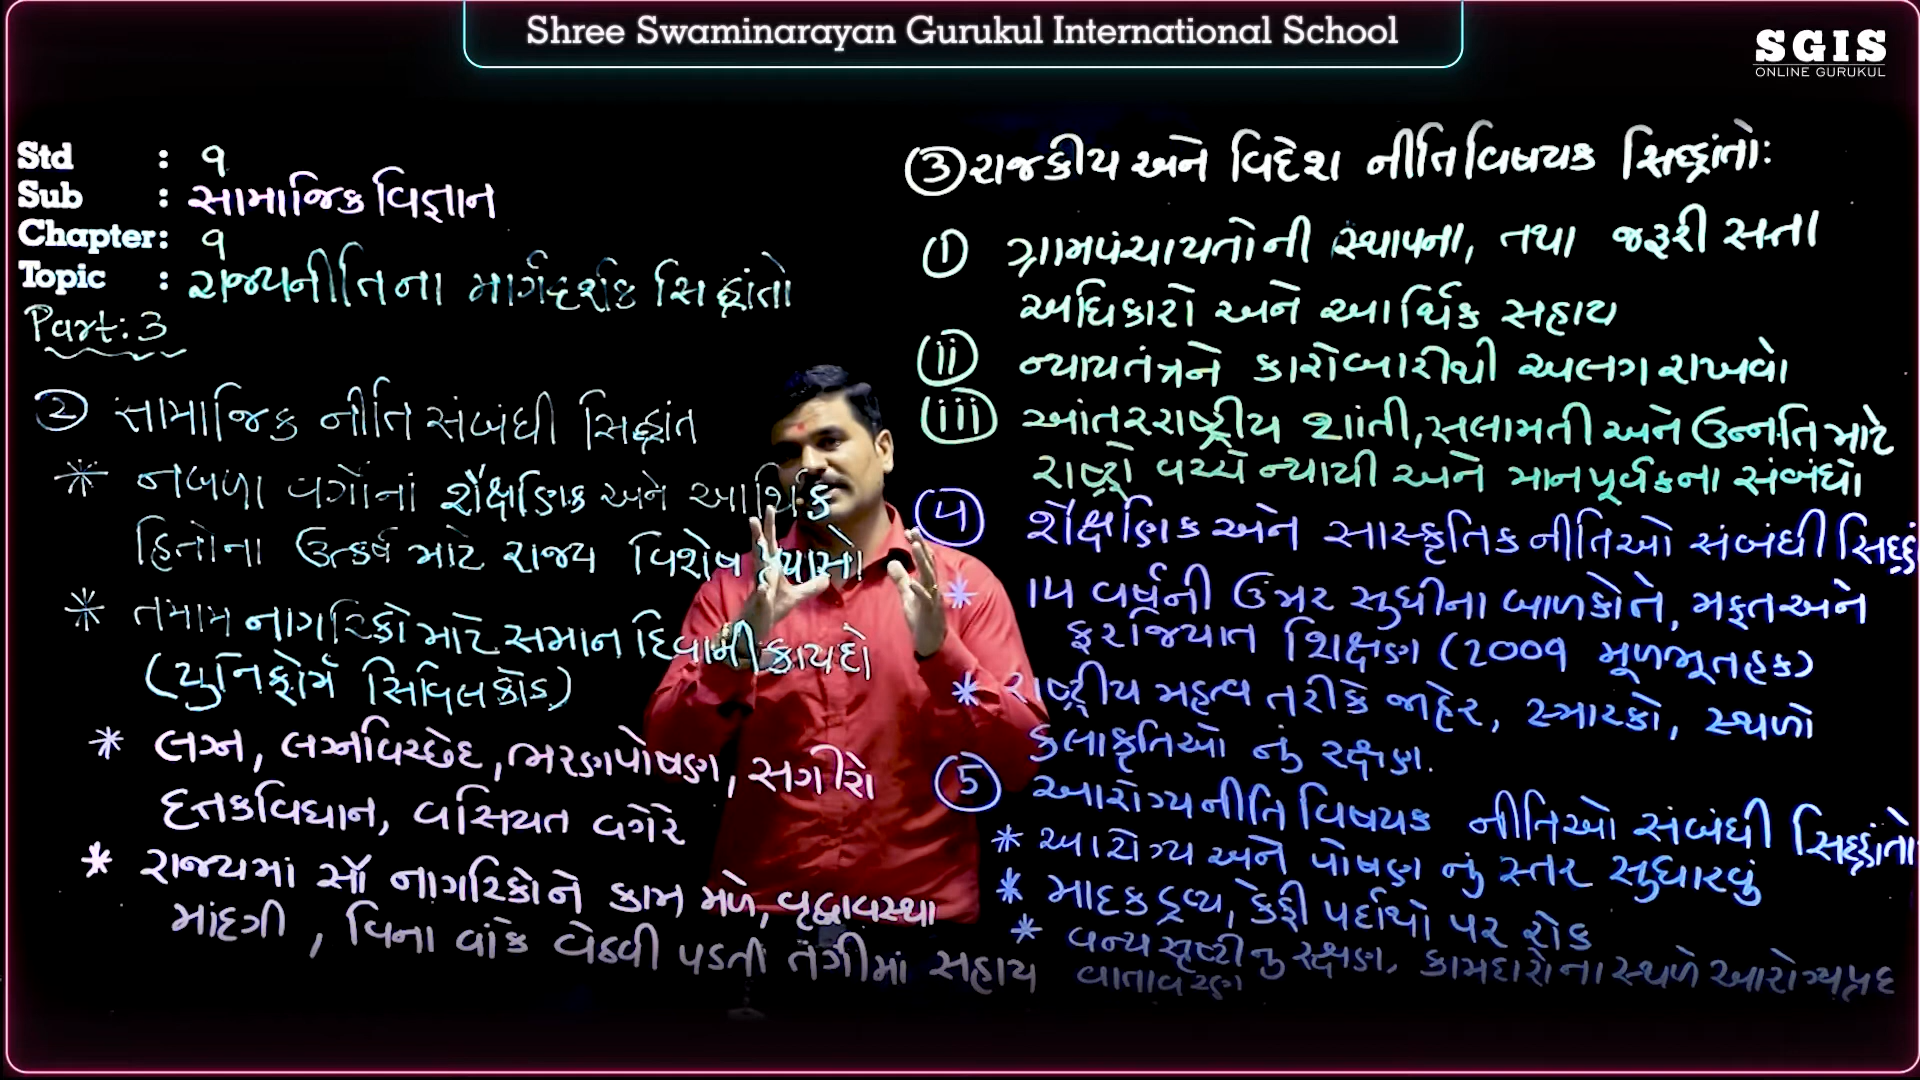 Shree Swaminarayan Gurukul International School
SGIS
ONLINE GURUKUL
Std : ૧
Sub : સામાજિક વિજ્ઞાન
Chapter: ૧
Topic : રાજ્યનીતિના માર્ગદર્શક સિદ્ધાંતો
Part: 3
② સામાજિક નીતિ સંબંધી સિદ્ધાંત
* નબળા વર્ગોનાં શૈક્ષણિક અને આર્થિક
હિતોના ઉત્કર્ષ માટે રાજ્ય વિશેષ
* તમામ નાગરિકો માટે સમાન દિવાની કાયદો
(યુનિફોર્મ સિવિલ કોડ)
* લગ્ન, લગ્નવિચ્છેદ, ભરણપોષણ, સગીરો
દત્તકવિધાન, વસિયત વગેરે
* રાજ્યમાં સૌ નાગરિકોને કામ મળે, વૃદ્ધાવસ્થા
માંદગી, વિના વાંક વેઠવી પડતી તંગીમાં સહાય
③ રાજકીય અને વિદેશ નીતિવિષયક સિદ્ધાંતો:
(i) ગ્રામપંચાયતોની સ્થાપના, તથા જરૂરી સતા
અધિકારો અને આર્થિક સહાય
(ii) ન્યાયતંત્રને કારોબારીથી અલગ રાખવો
(iii) આંતરરાષ્ટ્રીય શાંતી, સલામતી અને ઉન્નતિ માટે
રાષ્ટ્રો વચ્ચે ન્યાયી અને માનપૂર્વકના સંબંધો
(4) શૈક્ષણિક અને સાસ્કૃતિક નીતિઓ સંબંધી
* 14 વર્ષની ઉંમર સુધીના બાળકોને, મફત અને
ફરજિયાત શિક્ષણ (2009 મૂળભૂતહક)
* રાષ્ટ્રીય મહત્વ તરીકે જાહેર, સ્મારકો, સ્થળો
કલાકૃતિઓ નું રક્ષણ.
(5) આરોગ્ય નીતિ વિષયક નીતિઓ સંબંધી સિદ્ધાંતો
* આરોગ્ય અને પોષણ નું સ્તર સુધારવું
* માદક દ્રવ્ય, કેફી પર્દાથો પર રોક
* વન્ય સૃષ્ટીનુ રક્ષણ, કામદારોના સ્થળે આરોગ્યપ્રદ
વાતાવરણ